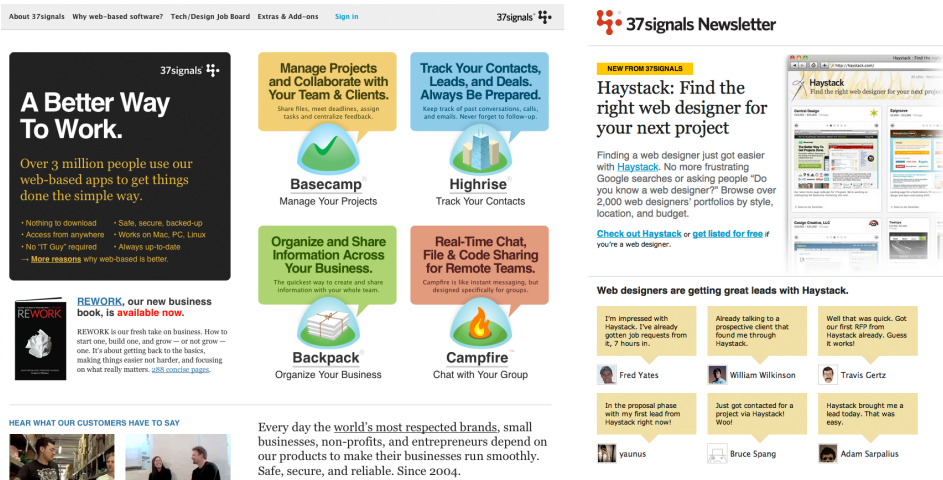 About 37signals Why web-based software? Tech/Design Job Board Extras & Add-ons Sign in
37signals
37signals
A Better Way
To Work.
Over 3 million people use our
web-based apps to get things
done the simple way.
• Nothing to download
• Access from anywhere
• No "IT Guy" required
• Safe, secure, backed-up
• Works on Mac, PC, Linux
• Always up-to-date
→ More reasons why web-based is better.
REWORK
REWORK, our new business
book, is available now.
REWORK is our fresh take on business. How to
start one, build one, and grow — or not grow —
one. It's about getting back to the basics,
making things easier not harder, and focusing
on what really matters. 288 concise pages.
Manage Projects
and Collaborate with
Your Team & Clients.
Share files, meet deadlines, assign
tasks and centralize feedback.
Basecamp
Manage Your Projects
Track Your Contacts,
Leads, and Deals.
Always Be Prepared.
Keep track of past conversations, calls,
and emails. Never forget to follow-up.
Highrise
Track Your Contacts
Organize and Share
Information Across
Your Business.
The quickest way to create and share
information with your whole team.
Backpack
Organize Your Business
Real-Time Chat,
File & Code Sharing
for Remote Teams.
Campfire is like instant messaging, but
designed specifically for groups.
Campfire
Chat with Your Group
HEAR WHAT OUR CUSTOMERS HAVE TO SAY
Every day the world's most respected brands, small
businesses, non-profits, and entrepreneurs depend on
our products to make their businesses run smoothly.
Safe, secure, and reliable. Since 2004.
37signals Newsletter
NEW FROM 37SIGNALS
Haystack: Find the
right web designer for
your next project
Finding a web designer just got easier
with Haystack. No more frustrating
Google searches or asking people "Do
you know a web designer?" Browse over
2,000 web designers' portfolios by style,
location, and budget.
Check out Haystack or get listed for free if
you're a web designer.
http://haystack.com/
Haystack
Find the right web designer for your next project
Central Design
Epigroove
Design Creative, LLC
Web designers are getting great leads with Haystack.
I'm impressed with
Haystack. I've already
gotten job requests from
it, 7 hours in.
Fred Yates
Already talking to a
prospective client that
found me through
Haystack.
William Wilkinson
Well that was quick. Got
our first RFP from
Haystack already. Guess
it works!
Travis Gertz
In the proposal phase
with my first lead from
Haystack right now!
yaunus
Just got contacted for a
project via Haystack!
Woo!
Bruce Spang
Haystack brought me a
lead today. That was
easy.
Adam Sarpalius